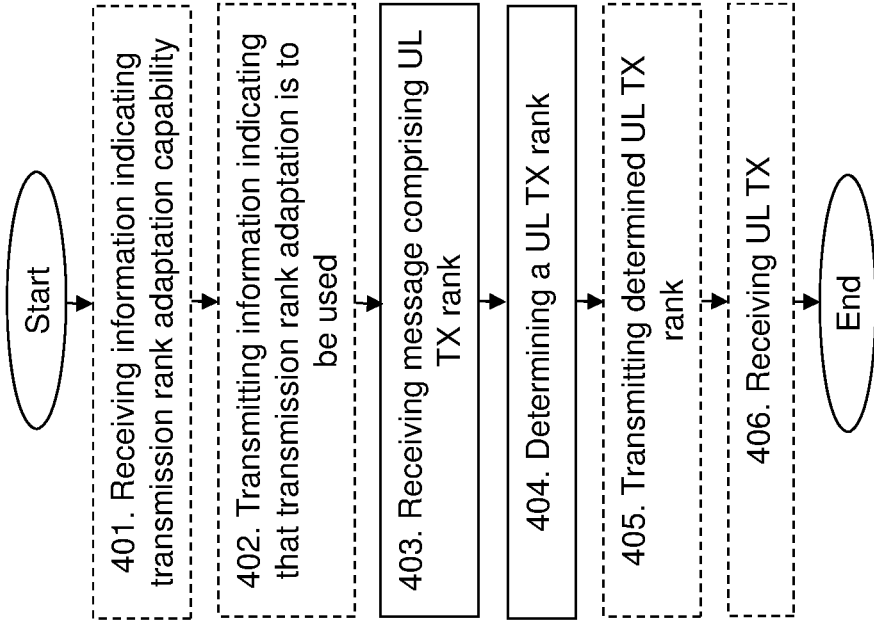 Start
401. Receiving information indicating
transmission rank adaptation capability
402. Transmitting information indicating
that transmission rank adaptation is to
be used
403. Receiving message comprising UL
TX rank
404. Determining a UL TX rank
405. Transmitting determined UL TX
rank
406. Receiving UL TX
End